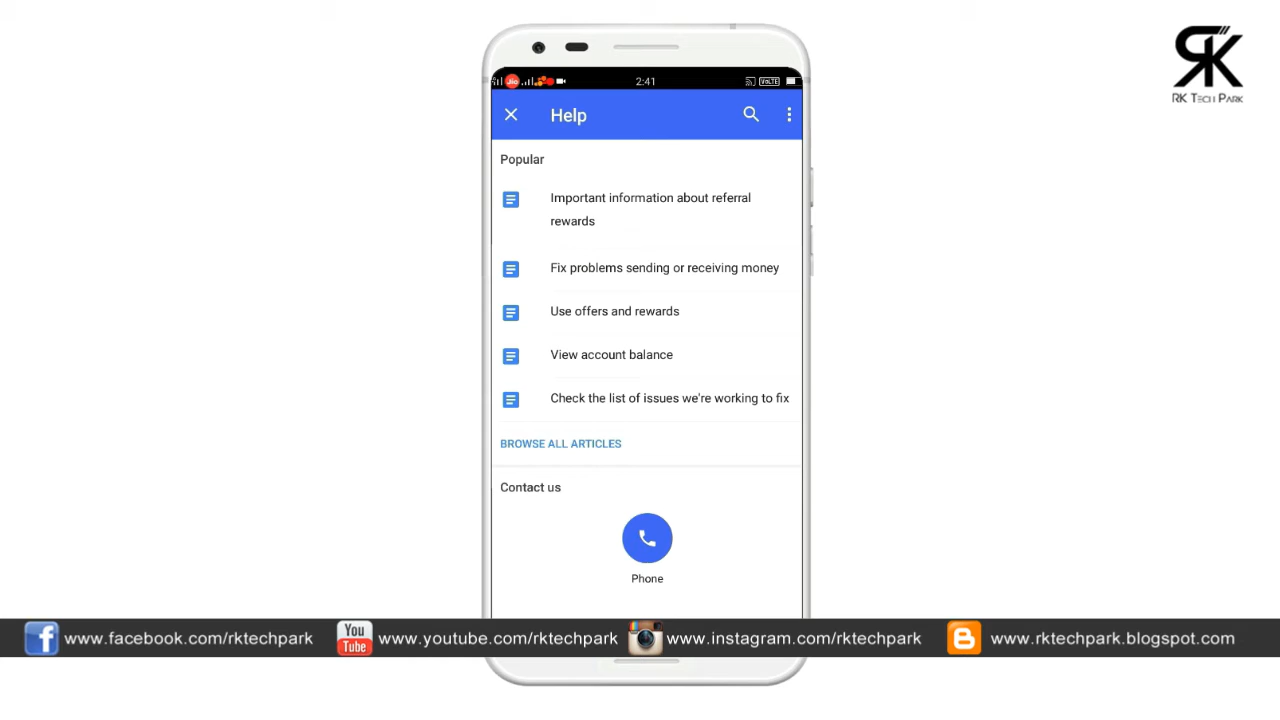 RK
RK TECH PARK
Jio
2:41
VoLTE
Help
Popular
Important information about referral
rewards
Fix problems sending or receiving money
Use offers and rewards
View account balance
Check the list of issues we're working to fix
BROWSE ALL ARTICLES
Contact us
Phone
f www.facebook.com/rktechpark
You
Tube
www.youtube.com/rktechpark
www.instagram.com/rktechpark
www.rktechpark.blogspot.com